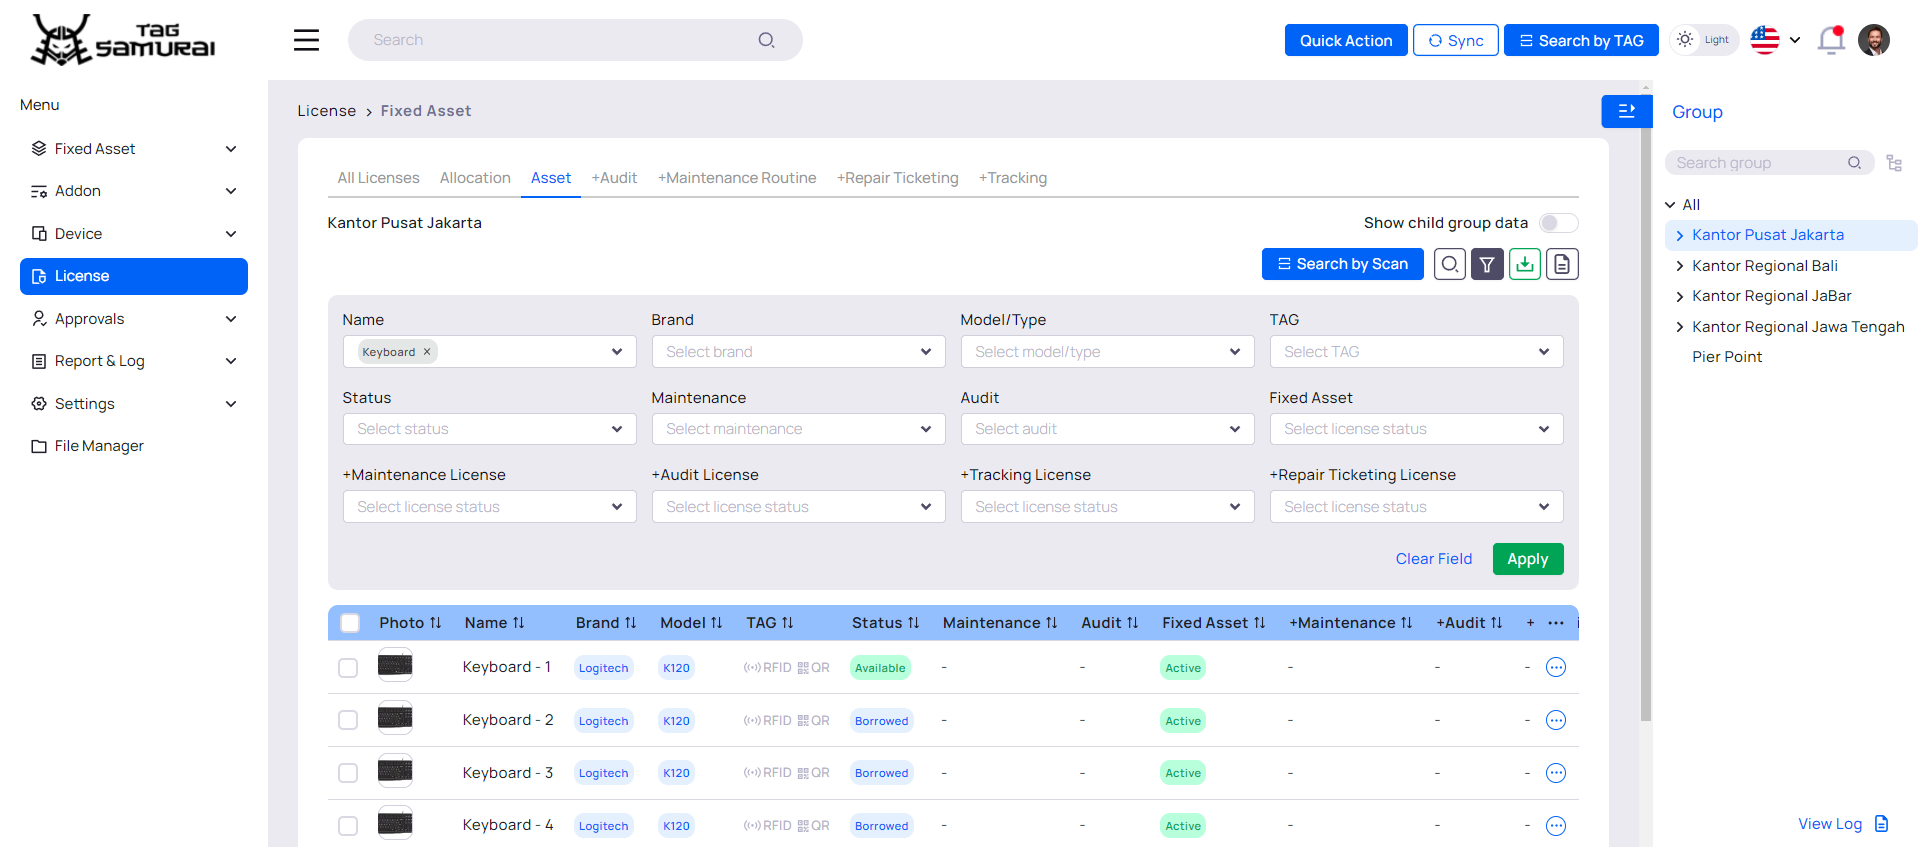 TAG SAMURAI
Search
Quick Action
Sync
Search by TAG
Light
Menu
Fixed Asset
Addon
Device
License
Approvals
Report & Log
Settings
File Manager
License > Fixed Asset
All Licenses Allocation Asset +Audit +Maintenance Routine +Repair Ticketing +Tracking
Kantor Pusat Jakarta
Show child group data
Search by Scan
Name Brand Model/Type TAG
Keyboard × Select brand Select model/type Select TAG
Status Maintenance Audit Fixed Asset
Select status Select maintenance Select audit Select license status
+Maintenance License +Audit License +Tracking License +Repair Ticketing License
Select license status Select license status Select license status Select license status
Clear Field Apply
Photo Name Brand Model TAG Status Maintenance Audit Fixed Asset +Maintenance +Audit + ...
Keyboard - 1 Logitech K120 RFID QR Available - - Active - - -
Keyboard - 2 Logitech K120 RFID QR Borrowed - - Active - - -
Keyboard - 3 Logitech K120 RFID QR Borrowed - - Active - - -
Keyboard - 4 Logitech K120 RFID QR Borrowed - - Active - - -
Group
Search group
All
Kantor Pusat Jakarta
Kantor Regional Bali
Kantor Regional JaBar
Kantor Regional Jawa Tengah
Pier Point
View Log